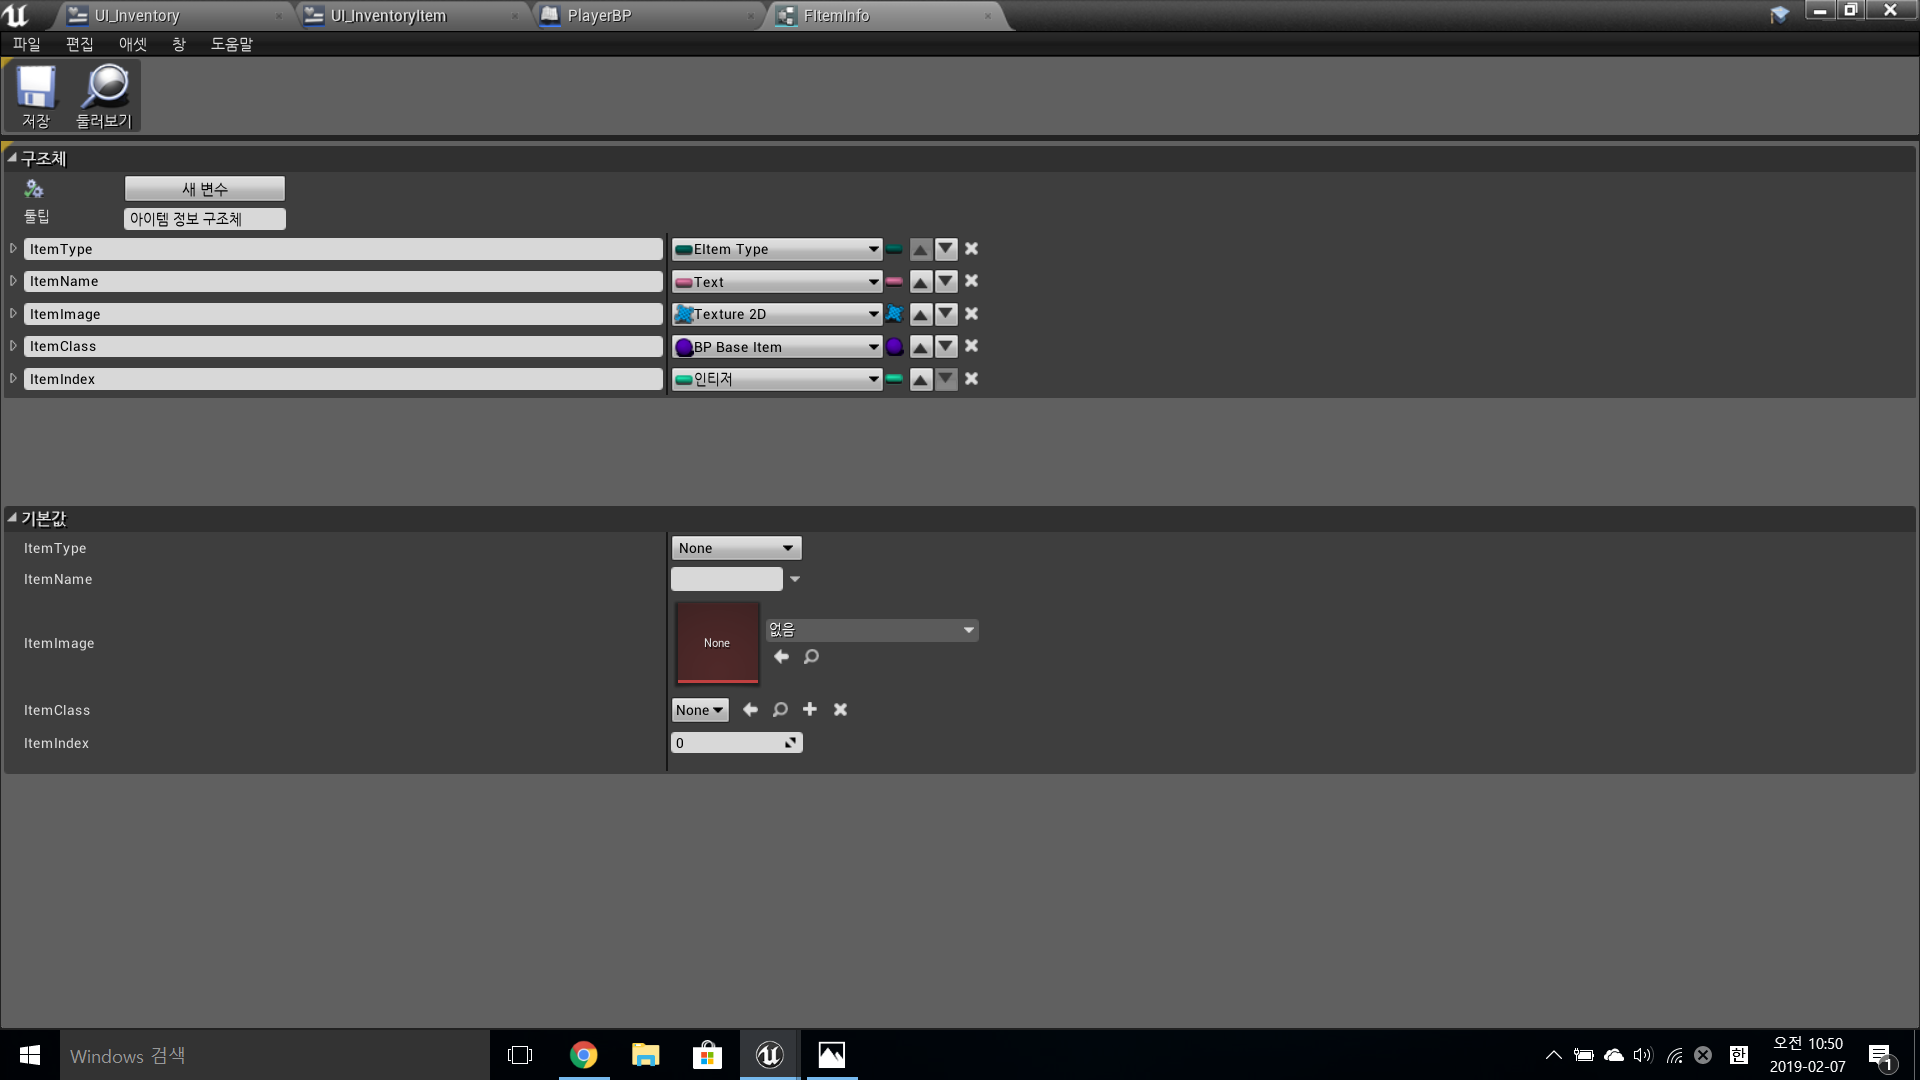 UI_Inventory
UI_InventoryItem
PlayerBP
FItemInfo
파일 편집 애셋 창 도움말
저장 둘러보기
구조체
새 변수
툴팁 아이템 정보 구조체
ItemType EItem Type
ItemName Text
ItemImage Texture 2D
ItemClass BP Base Item
ItemIndex 인티저
기본값
ItemType None
ItemName
ItemImage None 없음
ItemClass None
ItemIndex 0
Windows 검색
한
오전 10:50
2019-02-07
1